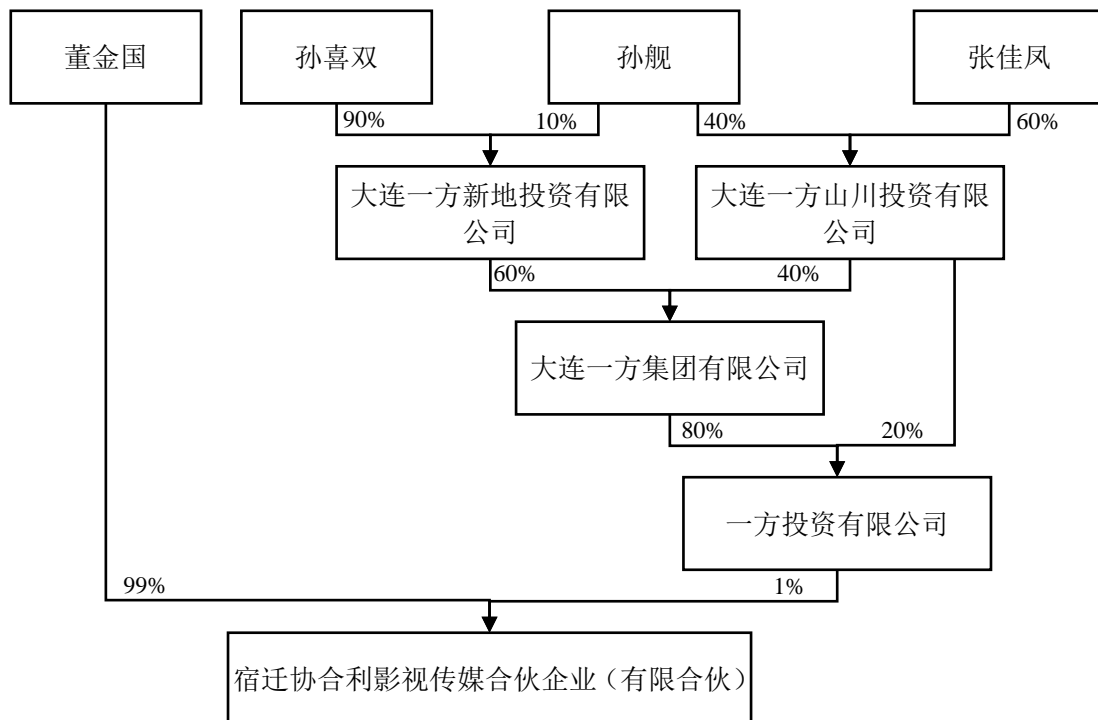 董金国
孙喜双
孙舰
张佳凤
90%
10%
40%
60%
大连一方新地投资有限
公司
大连一方山川投资有限
公司
60%
40%
大连一方集团有限公司
80%
20%
一方投资有限公司
99%
1%
宿迁协合利影视传媒合伙企业（有限合伙）